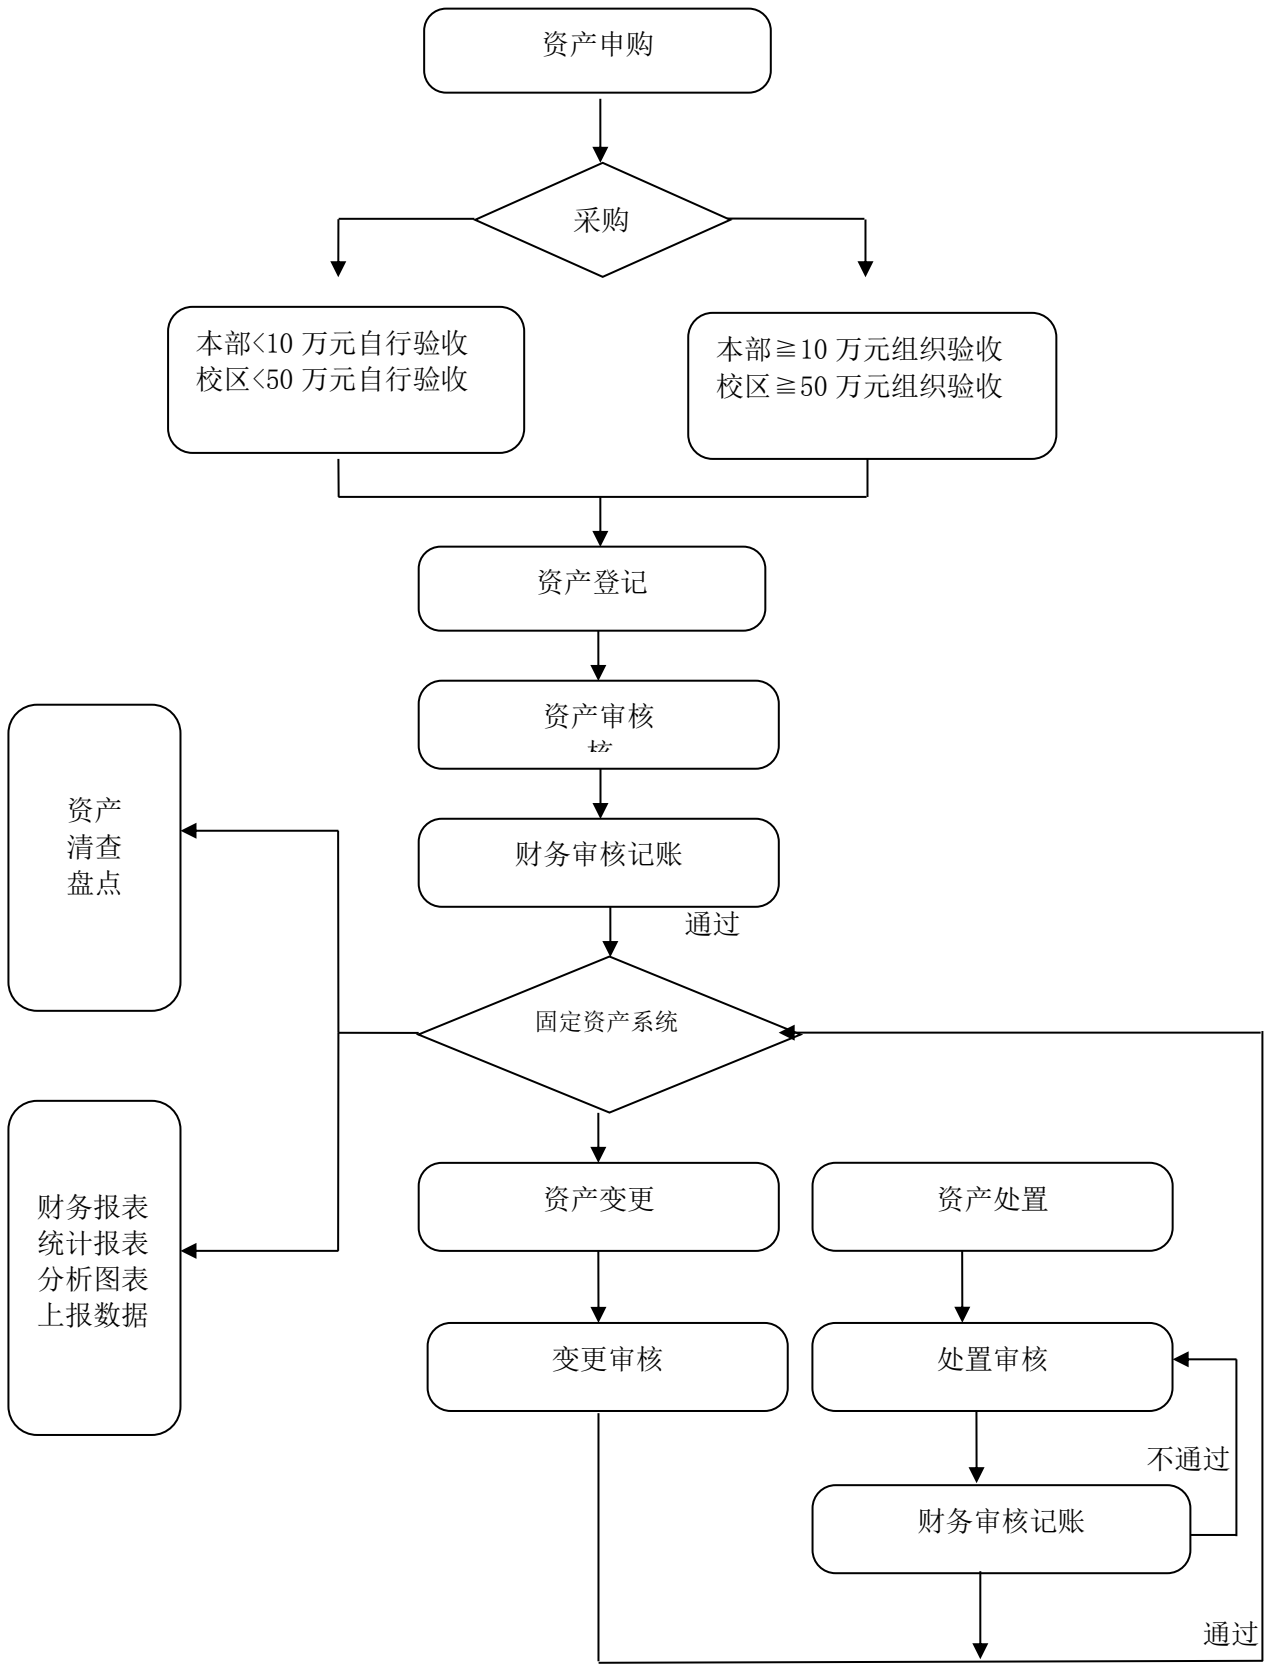 资产申购
采购
本部<10 万元自行验收
校区<50 万元自行验收
本部≧10 万元组织验收
校区≧50 万元组织验收
资产登记
资产审核
核
财务审核记账
通过
资产
清查
盘点
固定资产系统
财务报表
统计报表
分析图表
上报数据
资产变更
资产处置
变更审核
处置审核
不通过
财务审核记账
通过